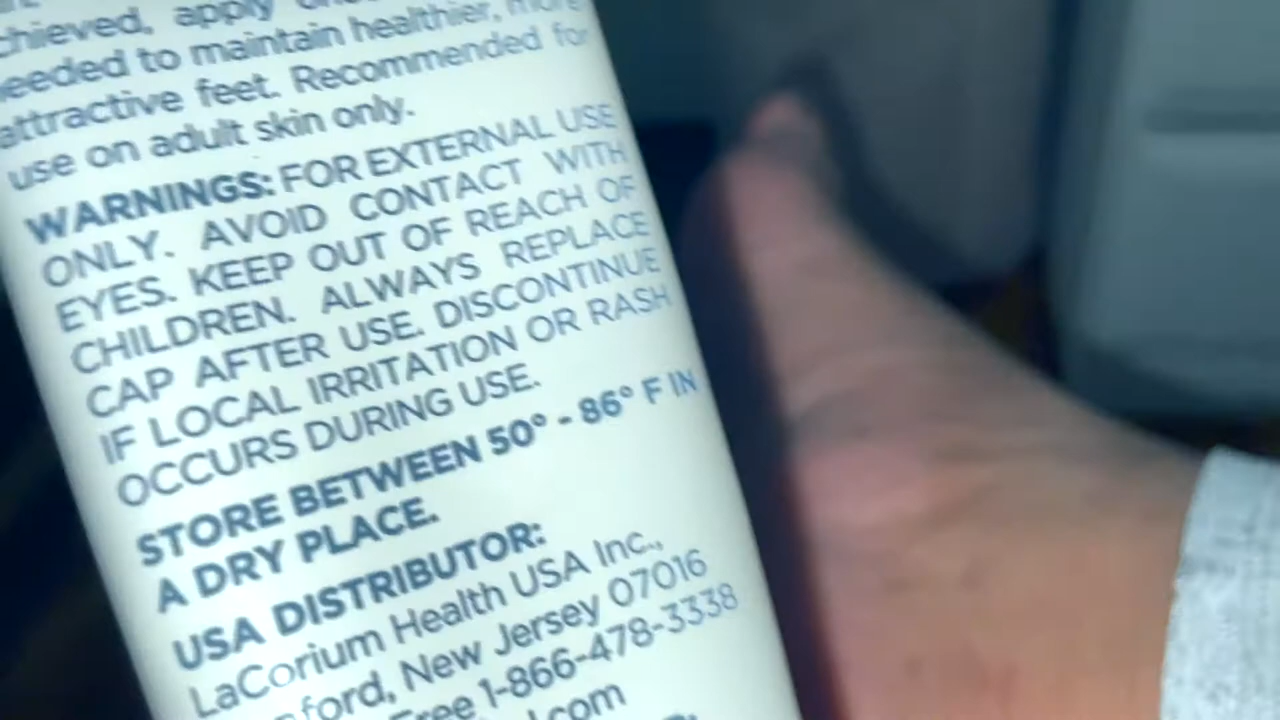 chieved, apply
needed to maintain healthier, more
attractive feet. Recommended for
use on adult skin only.
WARNINGS: FOR EXTERNAL USE
ONLY. AVOID CONTACT WITH
EYES. KEEP OUT OF REACH OF
CHILDREN. ALWAYS REPLACE
CAP AFTER USE. DISCONTINUE
IF LOCAL IRRITATION OR RASH
OCCURS DURING USE.
STORE BETWEEN 50° - 86° F IN
A DRY PLACE.
USA DISTRIBUTOR:
LaCorium Health USA Inc.,
ford, New Jersey 07016
Free 1-866-478-3338
.com